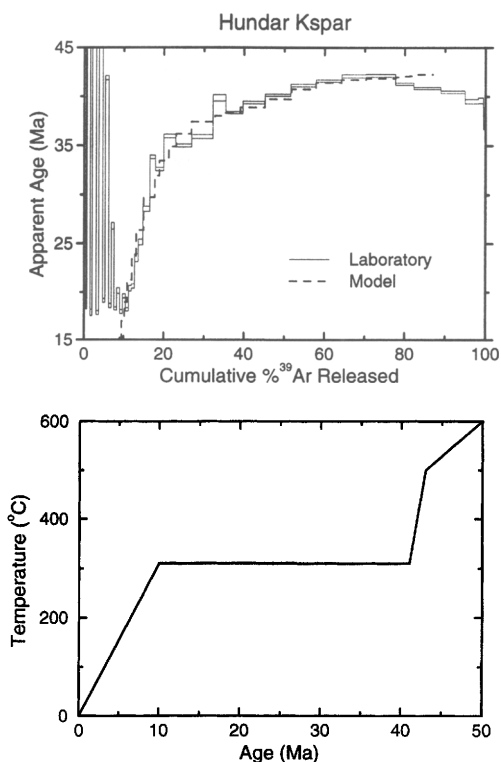 Hundar Kspar
45
35
25
15
Apparent Age (Ma)
Laboratory
Model
0 20 40 60 80 100
Cumulative %³⁹Ar Released
600
400
200
0
Temperature (°C)
0 10 20 30 40 50
Age (Ma)